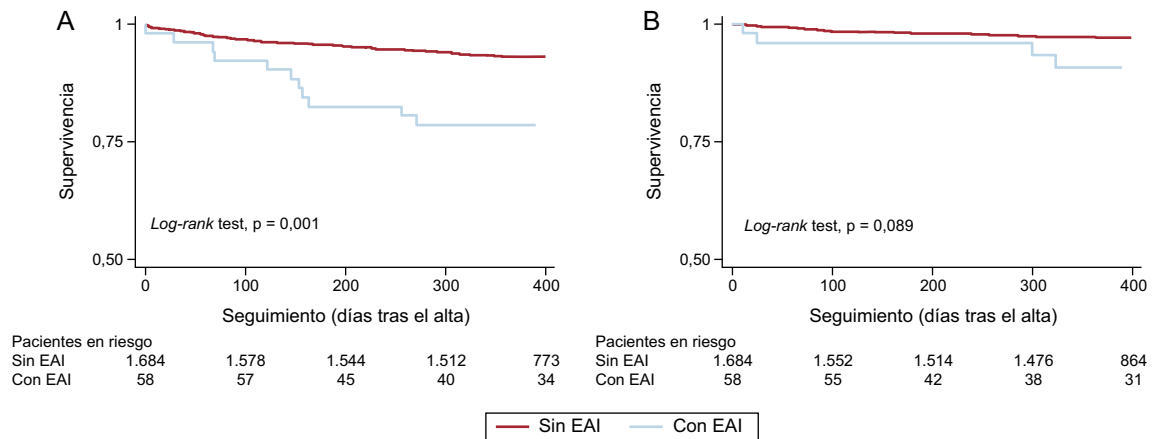 A
1
0,75
0,50
Supervivencia
Log-rank test, p = 0,001
0 100 200 300 400
Seguimiento (días tras el alta)
Pacientes en riesgo
Sin EAI 1.684 1.578 1.544 1.512 773
Con EAI 58 57 45 40 34
B
1
0,75
0,50
Supervivencia
Log-rank test, p = 0,089
0 100 200 300 400
Seguimiento (días tras el alta)
Pacientes en riesgo
Sin EAI 1.684 1.552 1.514 1.476 864
Con EAI 58 55 42 38 31
Sin EAI Con EAI